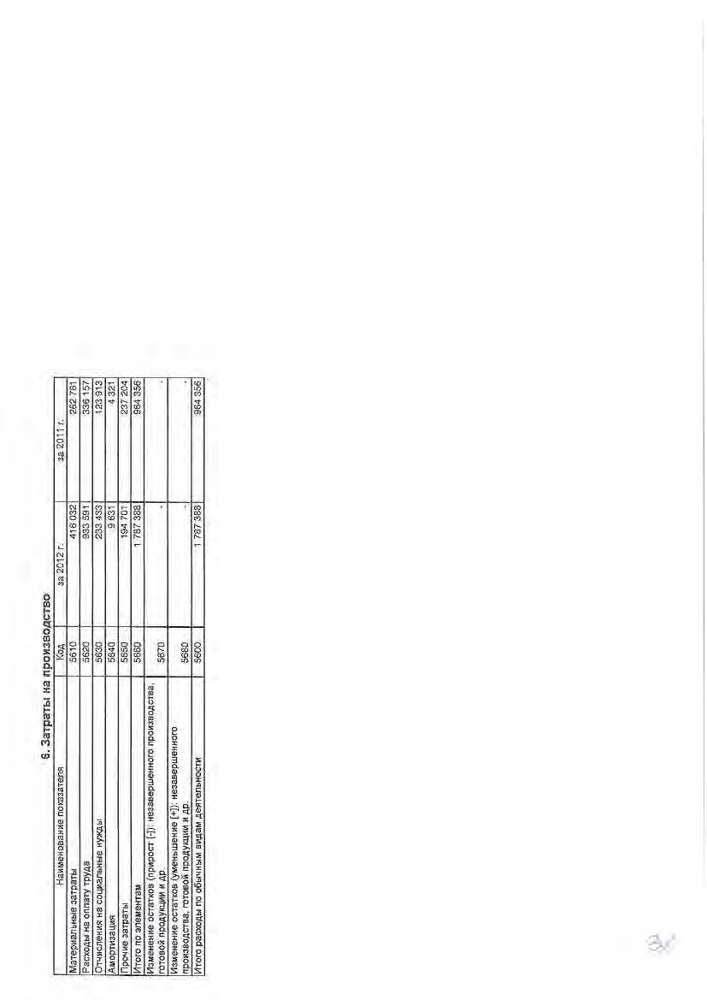 6. Затраты на производство
Наименование показателя Код за 2012 г. за 2011 г.
Материальные затраты 5610 416 032 262 761
Расходы на оплату труда 5620 933 591 336 157
Отчисления на социальные нужды 5630 233 433 123 913
Амортизация 5640 9 631 4 321
Прочие затраты 5650 194 701 237 204
Итого по элементам 5660 1 787 388 964 356
Изменение остатков (прирост [-]): незавершенного производства,
готовой продукции и др. 5670 - -
Изменение остатков (уменьшение [+]): незавершенного
производства, готовой продукции и др. 5680 - -
Итого расходы по обычным видам деятельности 5600 1 787 388 964 356